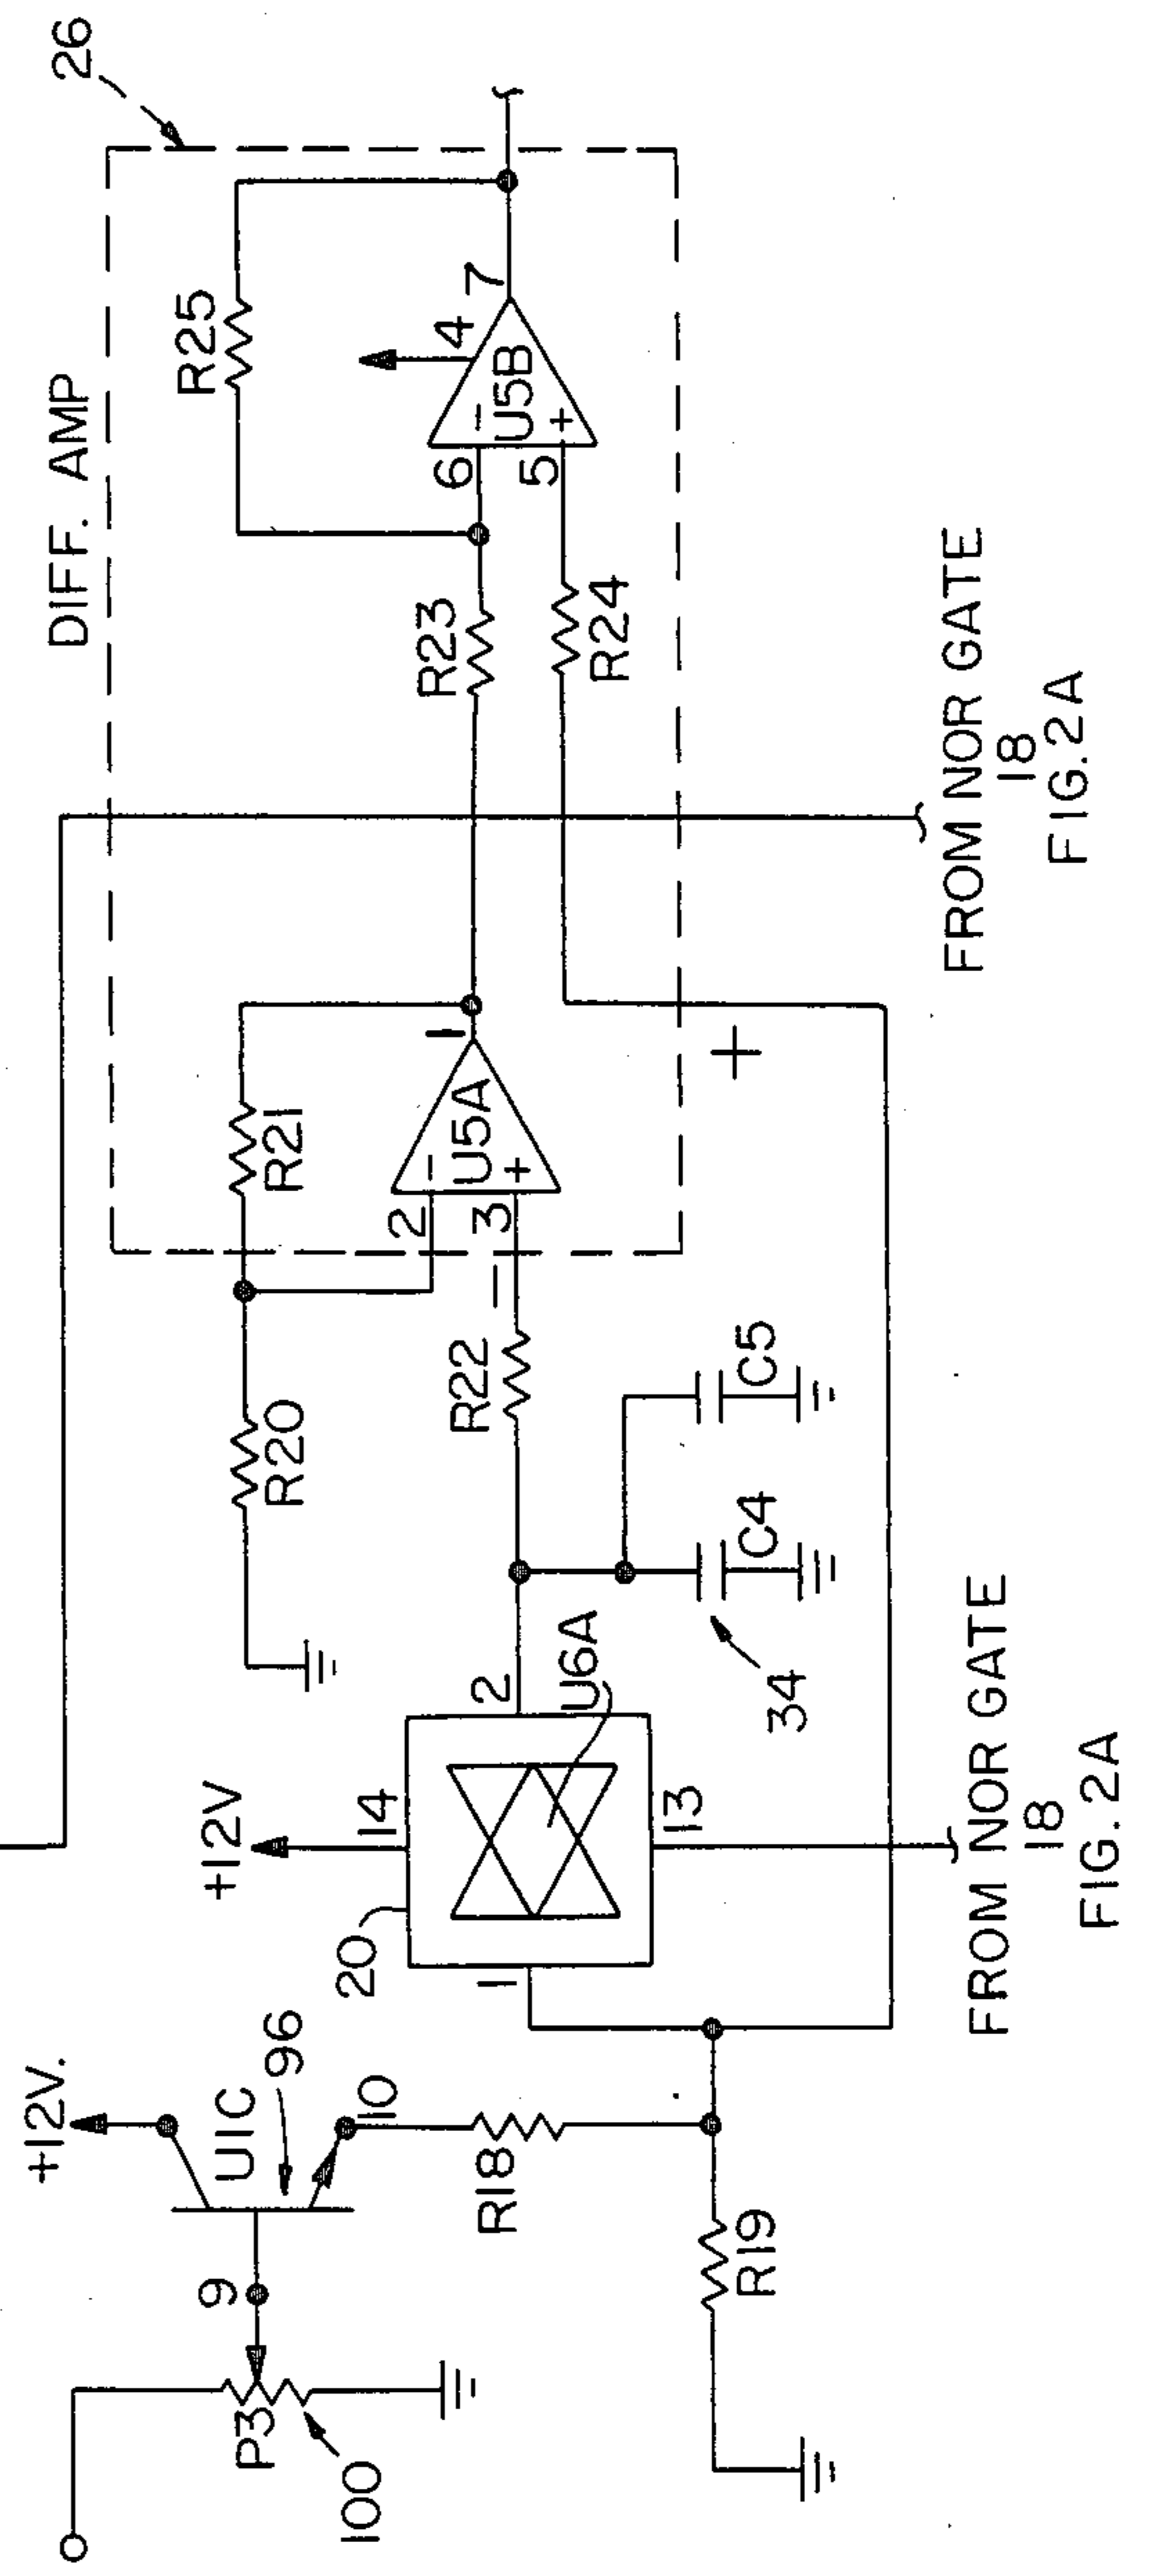 26
DIFF. AMP
R25
4
7
6
U5B
−
+
5
R23
R24
FROM NOR GATE
18
FIG. 2A
R21
1
U5A
−
+
2
3
−
+
R20
R22
C5
C4
34
U6A
2
+12V
14
13
20
1
FROM NOR GATE
18
FIG. 2A
+12V.
U1C
96
10
9
R18
R19
P3
100